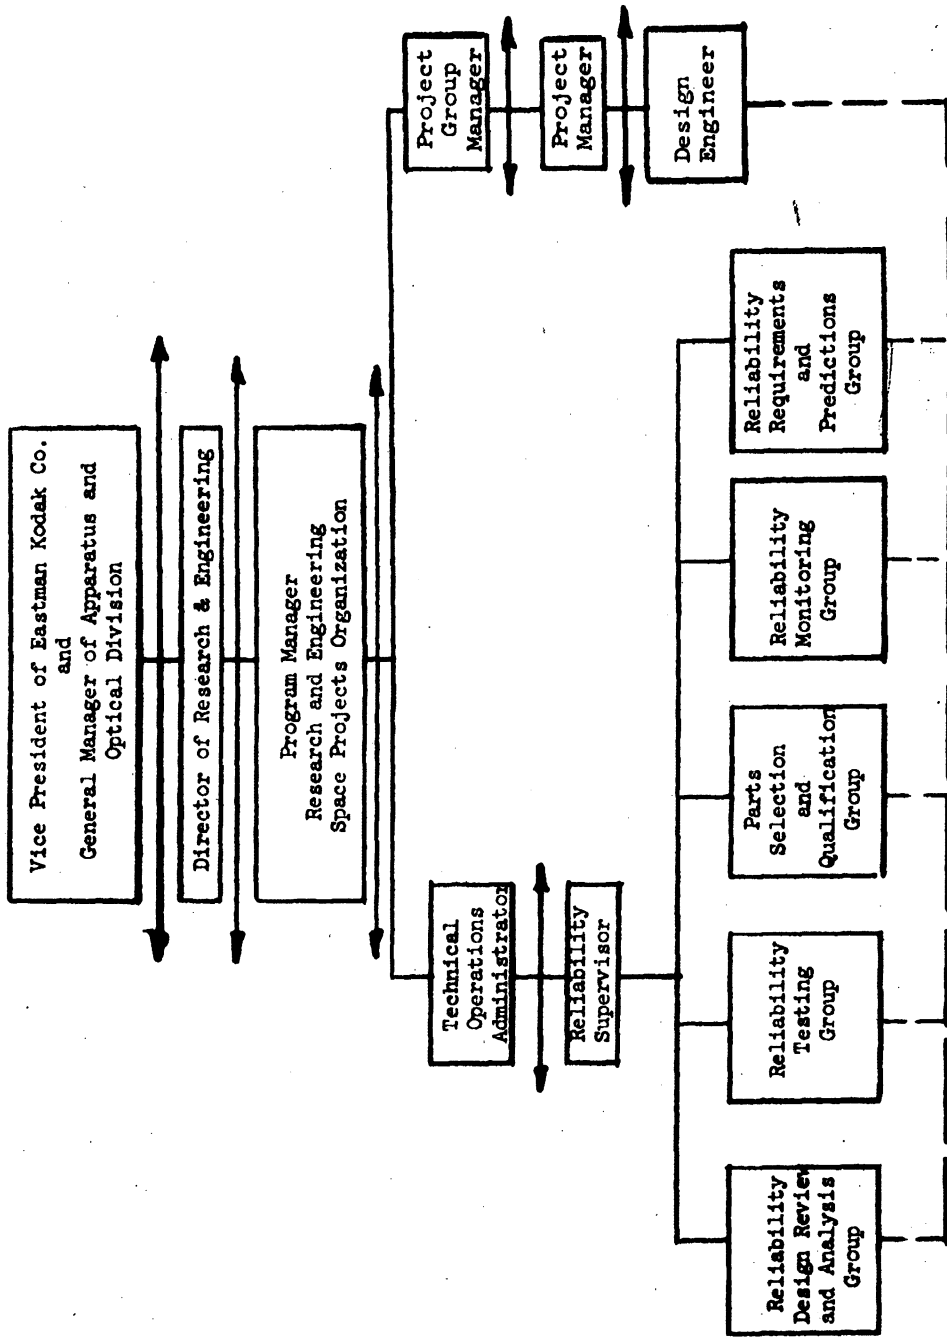 Vice President of Eastman Kodak Co.
and
General Manager of Apparatus and
Optical Division
Director of Research & Engineering
Program Manager
Research and Engineering
Space Projects Organization
Technical
Operations
Administrator
Reliability
Supervisor
Project
Group
Manager
Project
Manager
Design
Engineer
Reliability
Design Review
and Analysis
Group
Reliability
Testing
Group
Parts
Selection
and
Qualification
Group
Reliability
Monitoring
Group
Reliability
Requirements
and
Predictions
Group